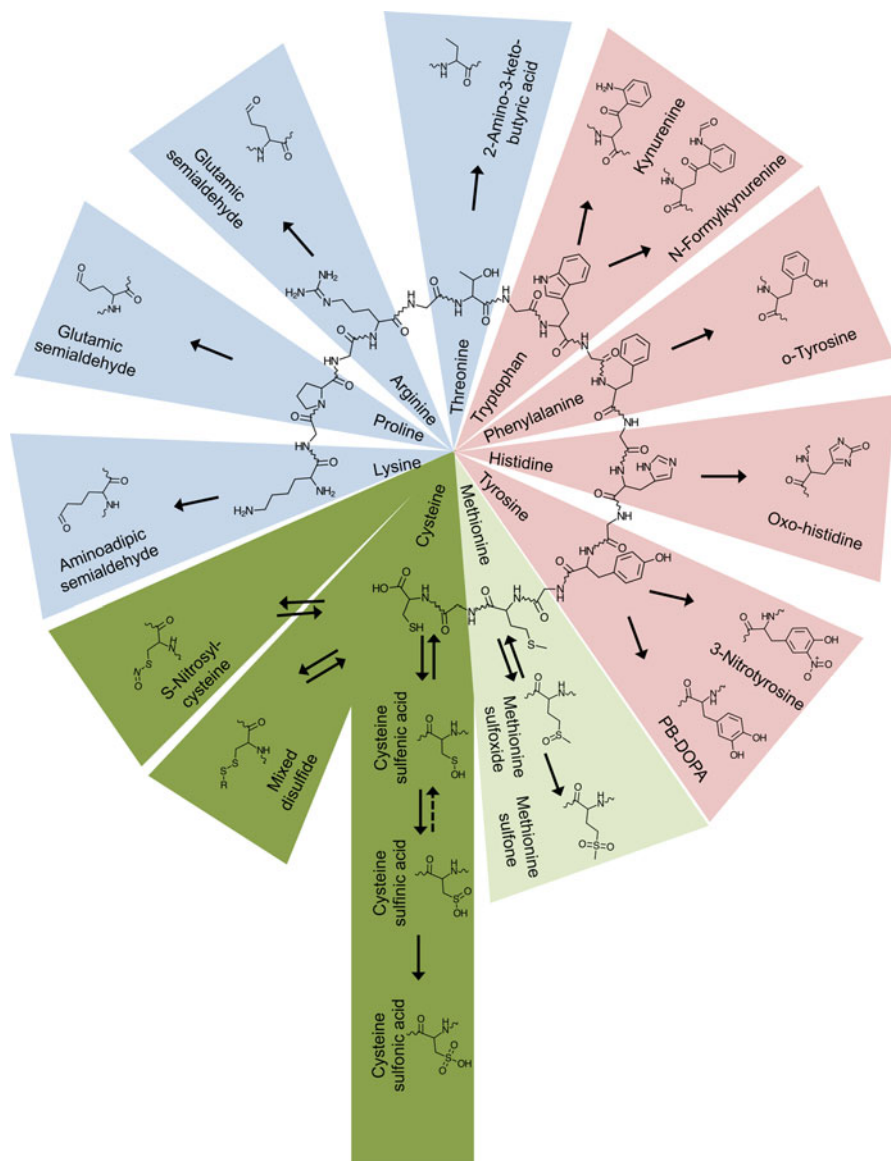 2-Amino-3-keto-
butyric acid
Threonine
Kynurenine
N-Formylkynurenine
Tryptophan
o-Tyrosine
Phenylalanine
Oxo-histidine
Histidine
3-Nitrotyrosine
PB-DOPA
Tyrosine
Methionine
sulfoxide
Methionine
sulfone
Methionine
Cysteine
sulfenic acid
Cysteine
sulfinic acid
Cysteine
sulfonic acid
Cysteine
Mixed
disulfide
S-Nitrosyl-
cysteine
Aminoadipic
semialdehyde
Lysine
Glutamic
semialdehyde
Proline
Glutamic
semialdehyde
Arginine